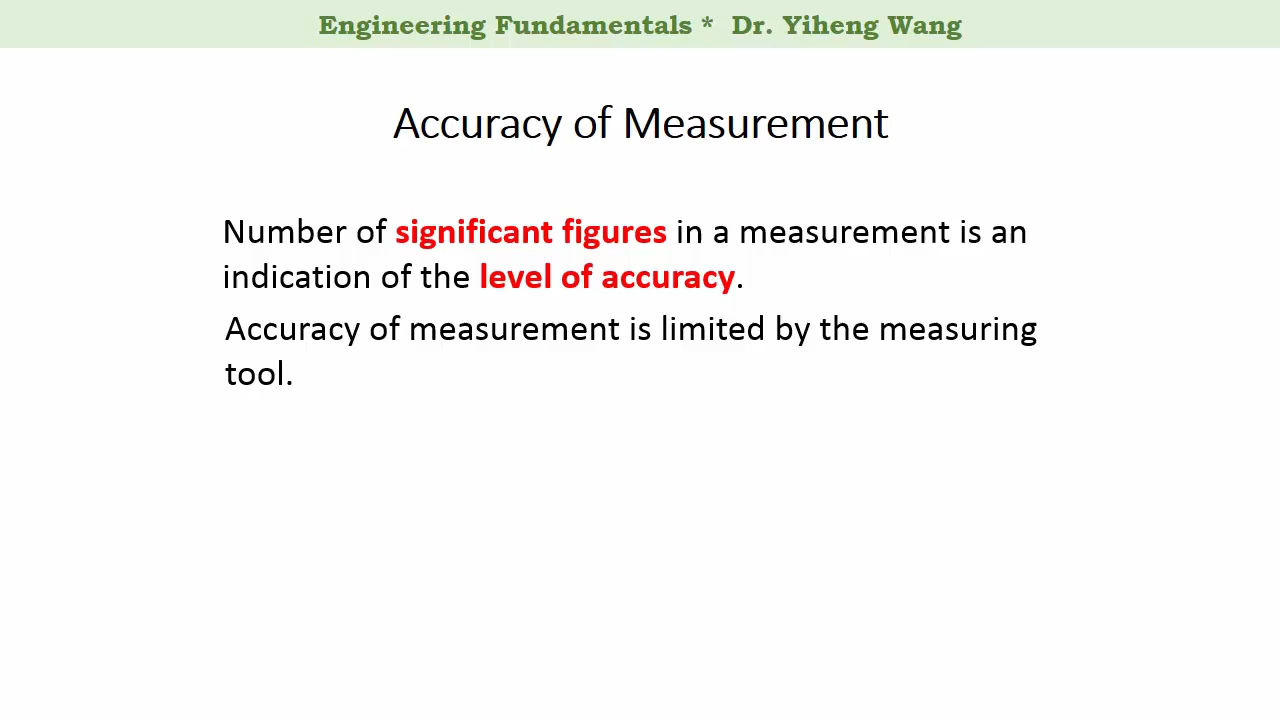 Engineering Fundamentals * Dr. Yiheng Wang
Accuracy of Measurement
Number of significant figures in a measurement is an
indication of the level of accuracy.
Accuracy of measurement is limited by the measuring
tool.